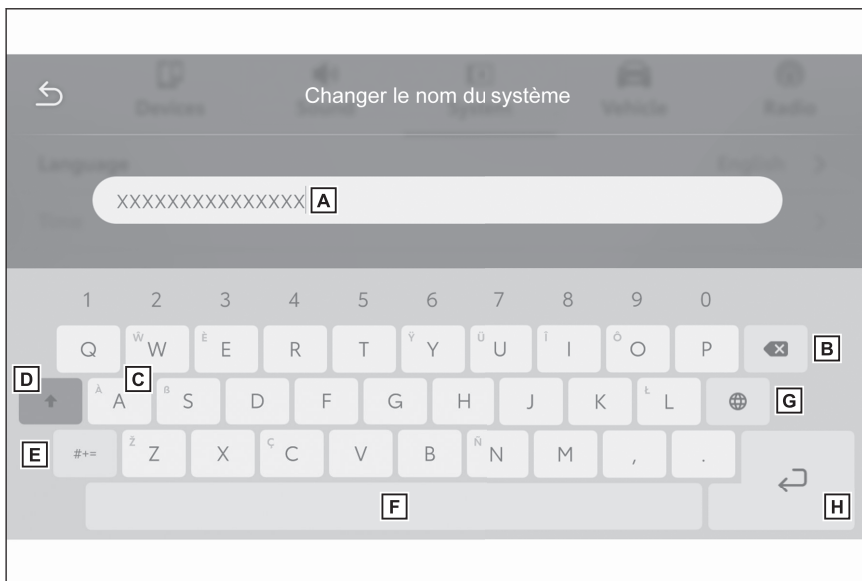 Devices Sound System Vehicle Radio
Changer le nom du système
Language English
XXXXXXXXXXXXXXX A
Time
1 2 3 4 5 6 7 8 9 0
Q Ŵ W È E R T Ÿ Y Ü U Ī I Ô O P B
D À A C ß S D F G H J K Ł L G
E #+= Ž Z X Ç C V B Ñ N M , .
F H